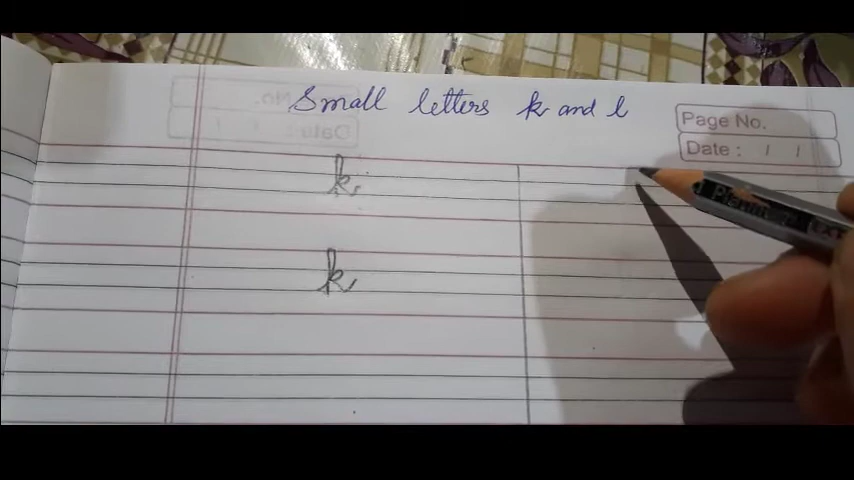 Small letters k and l
Page No.
Date : / /
k
k